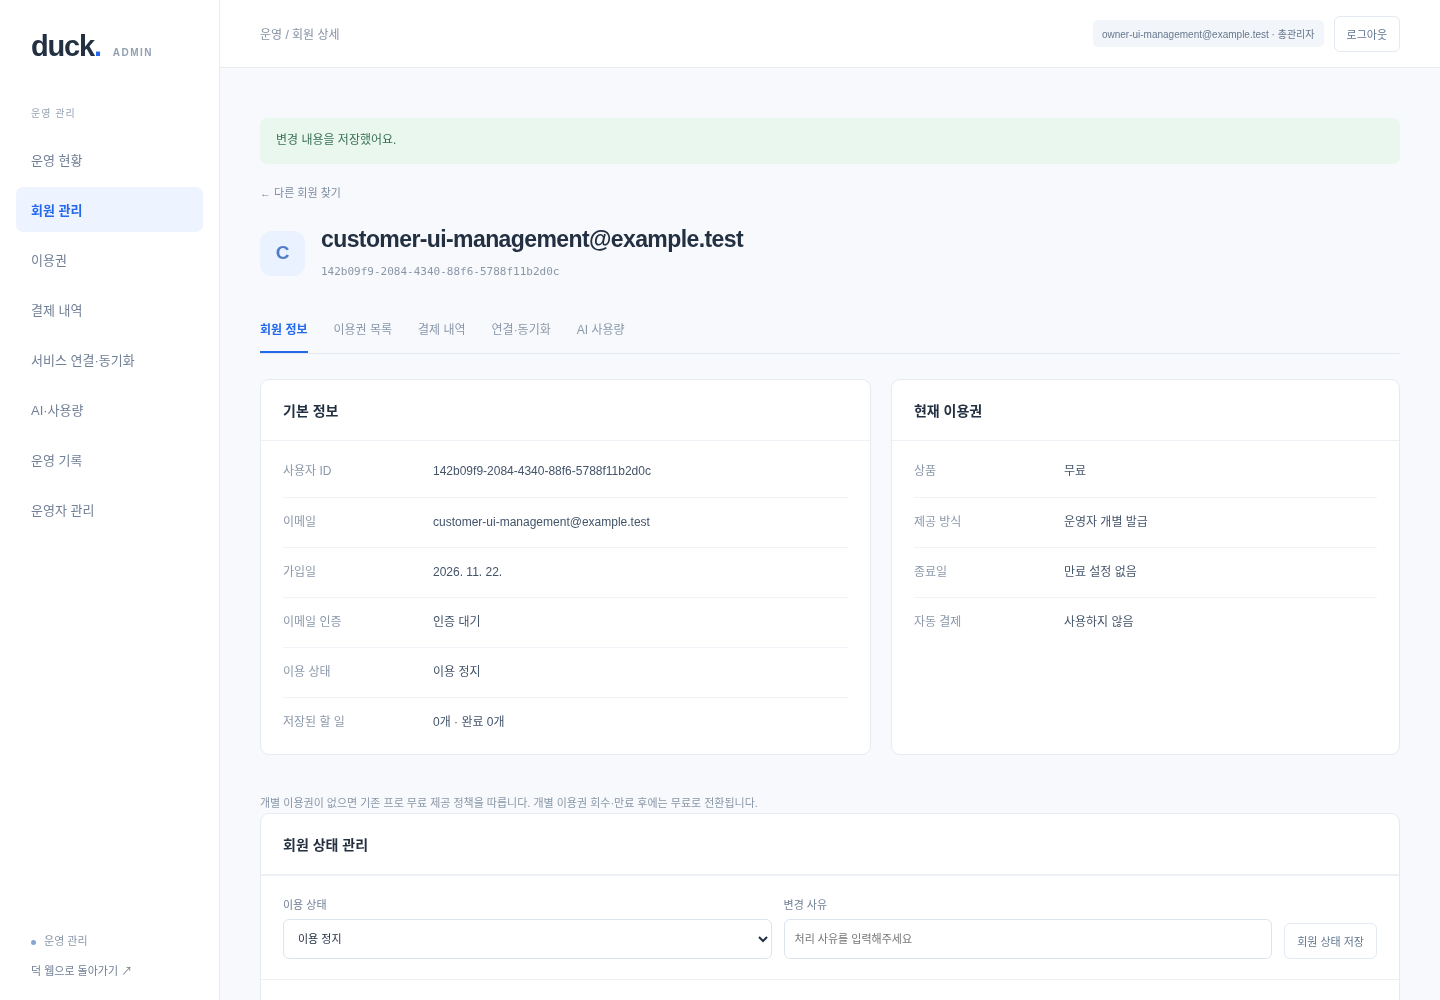 duck. ADMIN
운영 관리
운영 현황
회원 관리
이용권
결제 내역
서비스 연결·동기화
AI·사용량
운영 기록
운영자 관리
운영 관리
덕 웹으로 돌아가기 ↗
운영 / 회원 상세
owner-ui-management@example.test · 총관리자
로그아웃
변경 내용을 저장했어요.
← 다른 회원 찾기
C
customer-ui-management@example.test
142b09f9-2084-4340-88f6-5788f11b2d0c
회원 정보 이용권 목록 결제 내역 연결·동기화 AI 사용량
기본 정보
사용자 ID 142b09f9-2084-4340-88f6-5788f11b2d0c
이메일 customer-ui-management@example.test
가입일 2026. 11. 22.
이메일 인증 인증 대기
이용 상태 이용 정지
저장된 할 일 0개 · 완료 0개
현재 이용권
상품 무료
제공 방식 운영자 개별 발급
종료일 만료 설정 없음
자동 결제 사용하지 않음
개별 이용권이 없으면 기존 프로 무료 제공 정책을 따릅니다. 개별 이용권 회수·만료 후에는 무료로 전환됩니다.
회원 상태 관리
이용 상태
이용 정지
변경 사유
처리 사유를 입력해주세요
회원 상태 저장